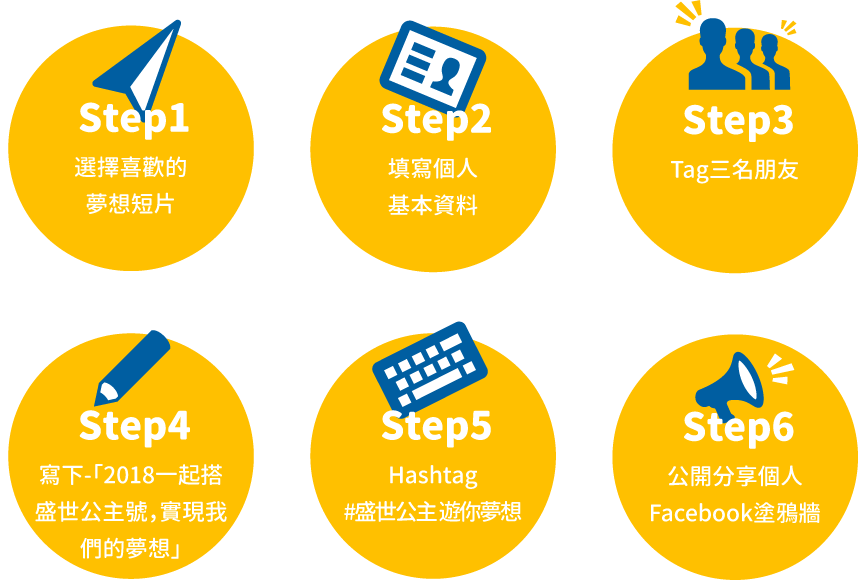 Step1
選擇喜歡的
夢想短片
Step2
填寫個人
基本資料
Step3
Tag三名朋友
Step4
寫下-「2018一起搭
盛世公主號,實現我
們的夢想」
Step5
Hashtag
#盛世公主遊你夢想
Step6
公開分享個人
Facebook塗鴉牆